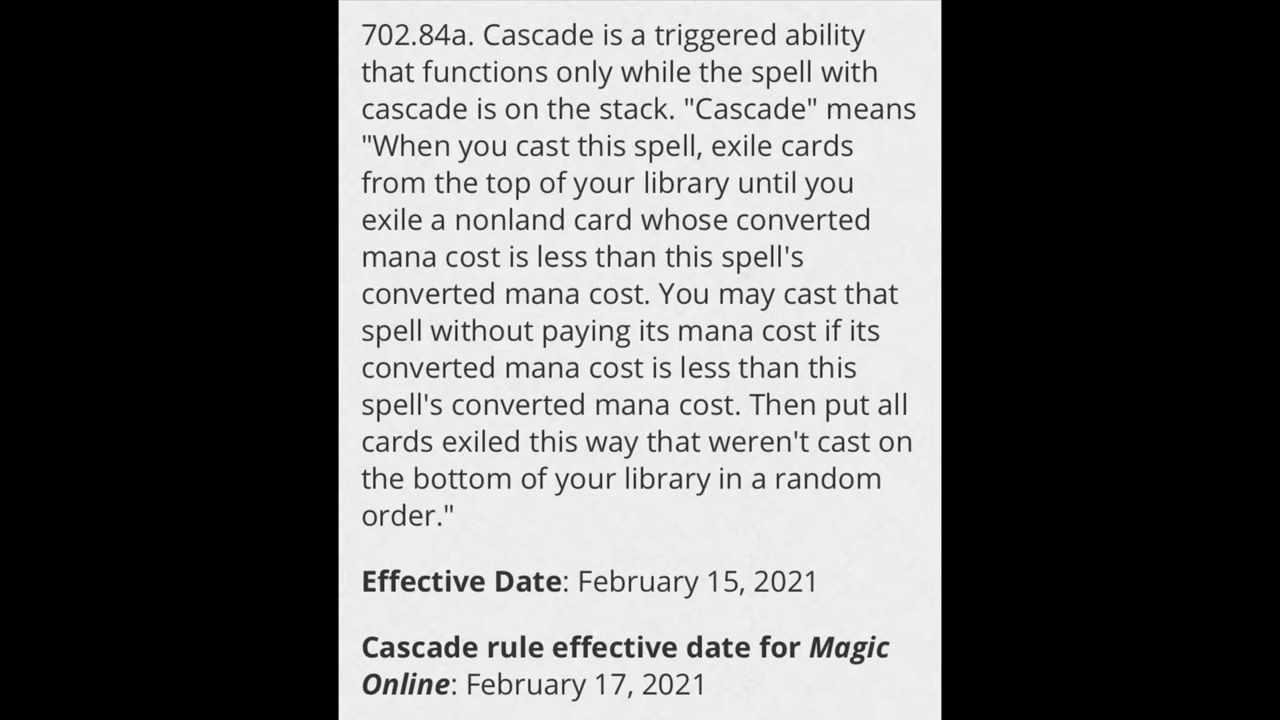 702.84a. Cascade is a triggered ability
that functions only while the spell with
cascade is on the stack. "Cascade" means
"When you cast this spell, exile cards
from the top of your library until you
exile a nonland card whose converted
mana cost is less than this spell's
converted mana cost. You may cast that
spell without paying its mana cost if its
converted mana cost is less than this
spell's converted mana cost. Then put all
cards exiled this way that weren't cast on
the bottom of your library in a random
order."
Effective Date: February 15, 2021
Cascade rule effective date for Magic
Online: February 17, 2021